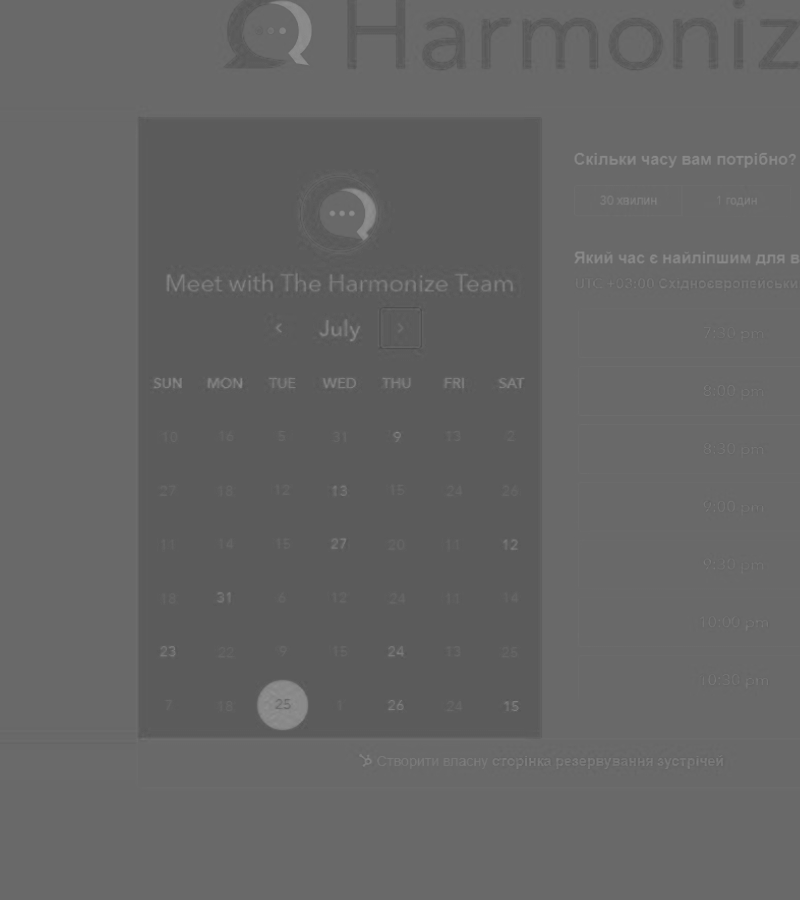 Harmoniz
Meet with The Harmonize Team
July
SUN MON TUE WED THU FRI SAT
10 16 31 9 13 2
27 18 12 13 15 24 26
11 14 15 27 20 11 12
18 31 6 12 24 11 14
23 22 9 15 24 13
7 18 25 1 26 24 15
Скільки часу вам потрібно?
30 хвилин 1 годин
Який час є найліпшим для в
UTC +03:00 Східноєвропейськи
7:30 pm
8:00 pm
8:30 pm
9:00 pm
9:30 pm
10:00 pm
10:30 pm
Створити власну сторінка резервування зустрічей